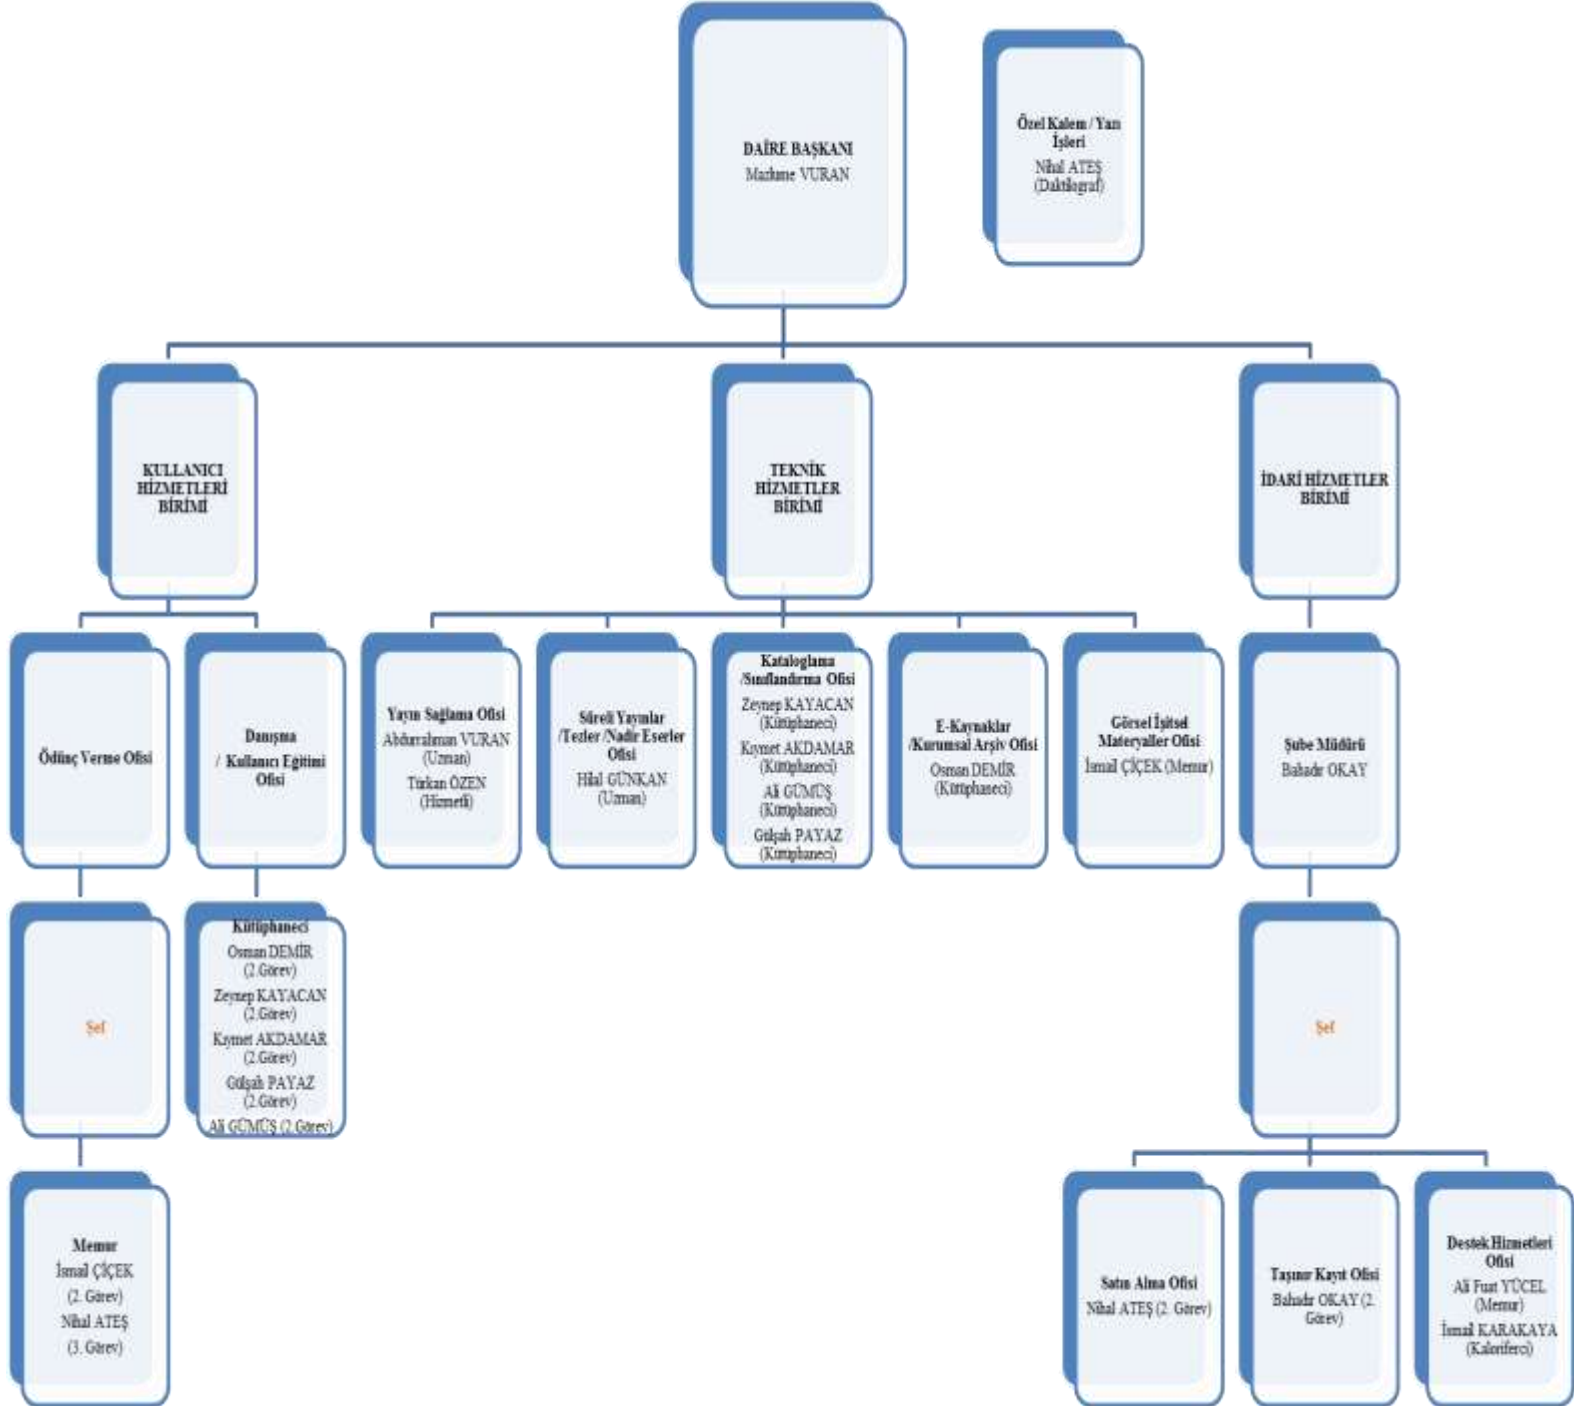 DAİRE BAŞKANI
Mazlume VURAN
Özel Kalem / Yazı
İşleri
Nihal ATEŞ
(Daktilograf)
KULLANICI
HİZMETLERİ
BİRİMİ
TEKNİK
HİZMETLER
BİRİMİ
İDARİ HİZMETLER
BİRİMİ
Ödünç Verme Ofisi
Danışma
/ Kullanıcı Eğitimi
Ofisi
Yayın Sağlama Ofisi
Abdurrahman VURAN
(Uzman)
Türkan ÖZEN
(Hizmetli)
Süreli Yayınlar
/Tezler /Nadir Eserler
Ofisi
Hilal GÜNKAN
(Uzman)
Kataloglama
/Sınıflandırma Ofisi
Zeynep KAYACAN
(Kütüphaneci)
Kıymet AKDAMAR
(Kütüphaneci)
Ali GÜMÜŞ
(Kütüphaneci)
Gülşah PAYAZ
(Kütüphaneci)
E-Kaynaklar
/Kurumsal Arşiv Ofisi
Osman DEMİR
(Kütüphaneci)
Görsel İşitsel
Materyaller Ofisi
İsmail ÇİÇEK (Memur)
Şube Müdürü
Bahadır OKAY
Şef
Kütüphaneci
Osman DEMİR
(2.Görev)
Zeynep KAYACAN
(2.Görev)
Kıymet AKDAMAR
(2.Görev)
Gülşah PAYAZ
(2.Görev)
Ali GÜMÜŞ (2.Görev)
Şef
Memur
İsmail ÇİÇEK
(2. Görev)
Nihal ATEŞ
(3. Görev)
Satın Alma Ofisi
Nihal ATEŞ (2. Görev)
Taşınır Kayıt Ofisi
Bahadır OKAY (2.
Görev)
Destek Hizmetleri
Ofisi
Ali Fuat YÜCEL
(Memur)
İsmail KARAKAYA
(Kaloriferci)